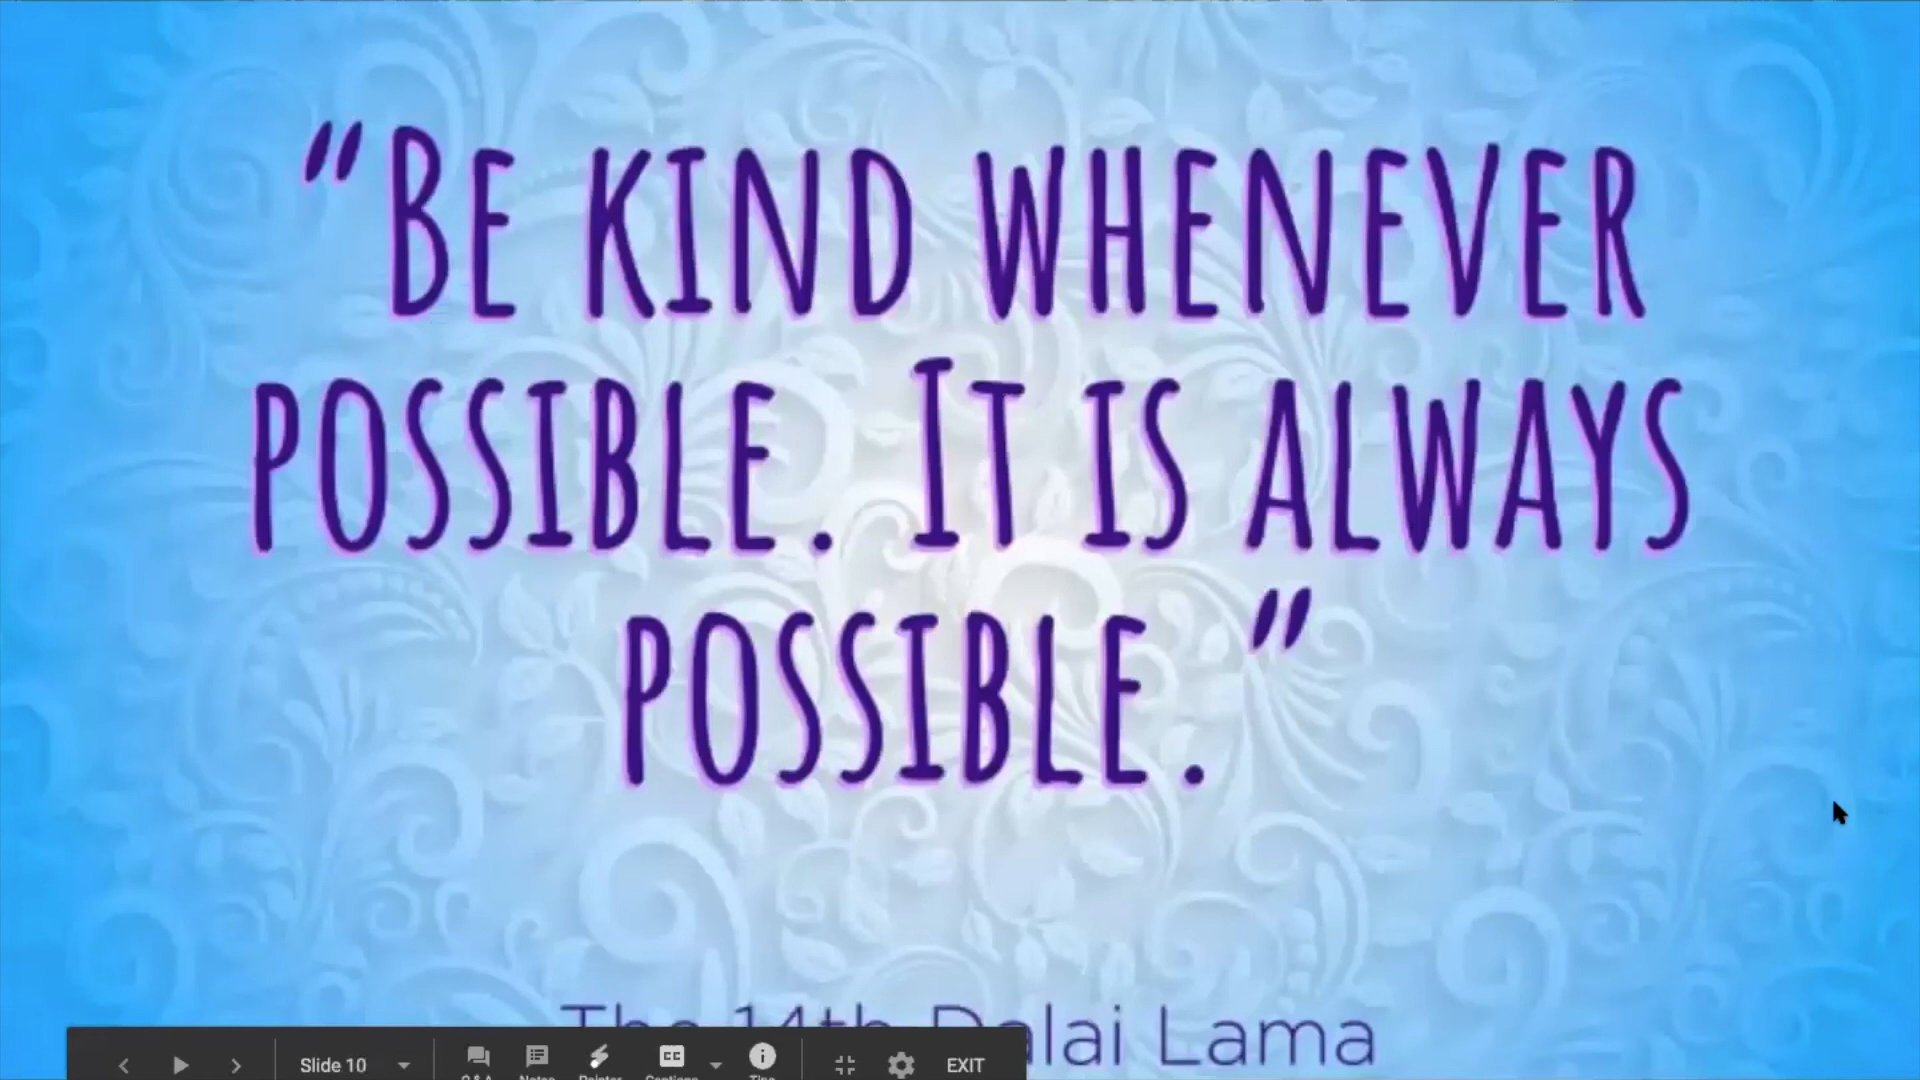 “Be kind whenever
possible. It is always
possible.”
The 14th Dalai Lama
Slide 10
Q & A Notes Pointer Captions Tips
EXIT